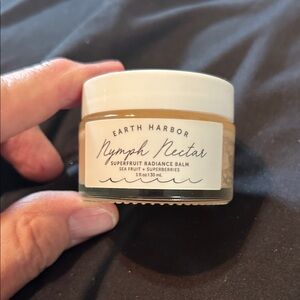 EARTH HARBOR
Nymph Nectar
SUPERFRUIT RADIANCE BALM
SEA FRUIT + SUPERBERRIES
1 fl oz | 30 mL